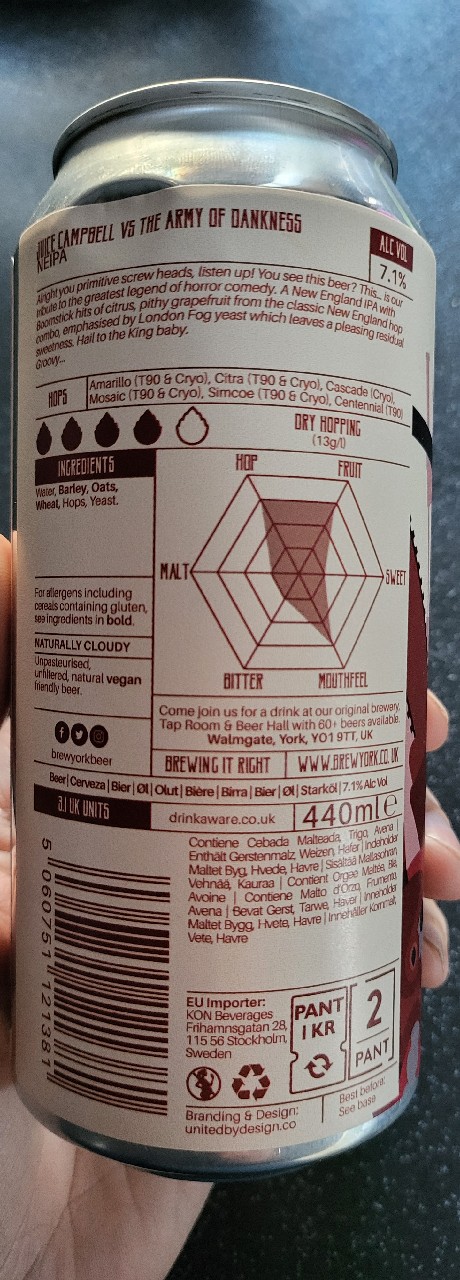 JUICE CAMPBELL VS THE ARMY OF DANKNESS
NEIPA
ALC VOL
7.1%
Alright you primitive screw heads, listen up! You see this beer? This... is our
tribute to the greatest legend of horror comedy. A New England IPA with
Boomstick hits of citrus, pithy grapefruit from the classic New England hop
combo, emphasised by London Fog yeast which leaves a pleasing residual
sweetness. Hail to the King baby.
Groovy...
HOPS
Amarillo (T90 & Cryo), Citra (T90 & Cryo), Cascade (Cryo),
Mosaic (T90 & Cryo), Simcoe (T90 & Cryo), Centennial (T90)
DRY HOPPING
(13g/l)
INGREDIENTS
Water, Barley, Oats,
Wheat, Hops, Yeast.
For allergens including
cereals containing gluten,
see ingredients in bold.
NATURALLY CLOUDY
Unpasteurised,
unfiltered, natural vegan
friendly beer.
brewyorkbeer
HOP
FRUIT
MALT
SWEET
BITTER
MOUTHFEEL
Come join us for a drink at our original brewery,
Tap Room & Beer Hall with 60+ beers available.
Walmgate, York, YO1 9TT, UK
BREWING IT RIGHT
WWW.BREWYORK.CO.UK
Beer | Cerveza | Bier | Øl | Olut | Bière | Birra | Bier | Øl | Starköl | 7.1% Alc Vol
3.1 UK UNITS
drinkaware.co.uk
440ml e
Contiene Cebada Malteada, Trigo, Avena |
Enthält Gerstenmalz, Weizen, Hafer | Indeholder
Maltet Byg, Hvede, Havre | Sisältää Mallasohran,
Vehnää, Kauraa | Contient Orgee Maltée, Blé,
Avoine | Contiene Malto d'Orzo, Frumento,
Avena | Bevat Gerst, Tarwe, Haver | Inneholder
Maltet Bygg, Hvete, Havre | Innehåller Kornmalt,
Vete, Havre
5 060751 121381
EU Importer:
KON Beverages
Frihamnsgatan 28,
115 56 Stockholm,
Sweden
PANT
1 KR
2
PANT
Branding & Design:
unitedbydesign.co
Best before:
See base